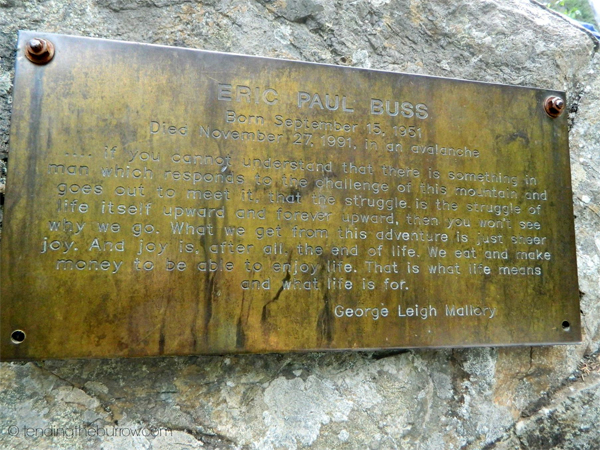 ERIC PAUL BUSS
Born September 15, 1951
Died November 27, 1991, in an avalanche
.... if you cannot understand that there is something in
man which responds to the challenge of this mountain and
goes out to meet it, that the struggle is the struggle of
life itself upward and forever upward, then you won't see
why we go. What we get from this adventure is just sheer
joy. And joy is, after all, the end of life. We eat and make
money to be able to enjoy life. That is what life means
and what life is for.
George Leigh Mallory
© tendingtheburrow.com